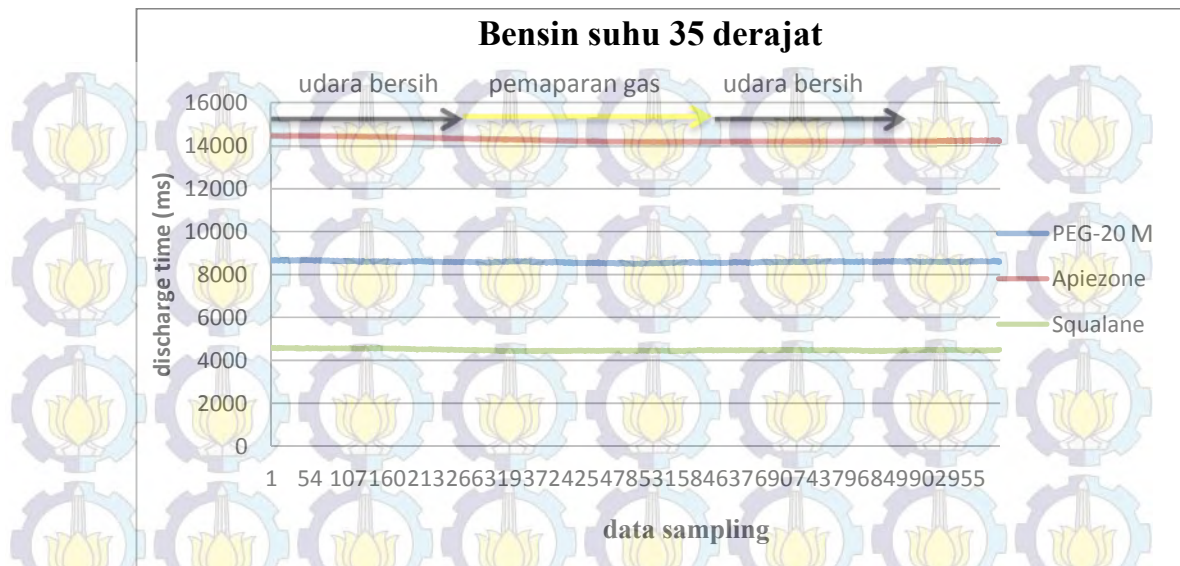 Bensin suhu 35 derajat
udara bersih pemaparan gas udara bersih
16000
14000
12000
10000
8000
6000
4000
2000
0
discharge time (ms)
PEG-20 M
Apiezone
Squalane
1 54 107160213266319372425478531584637690743796849902955
data sampling